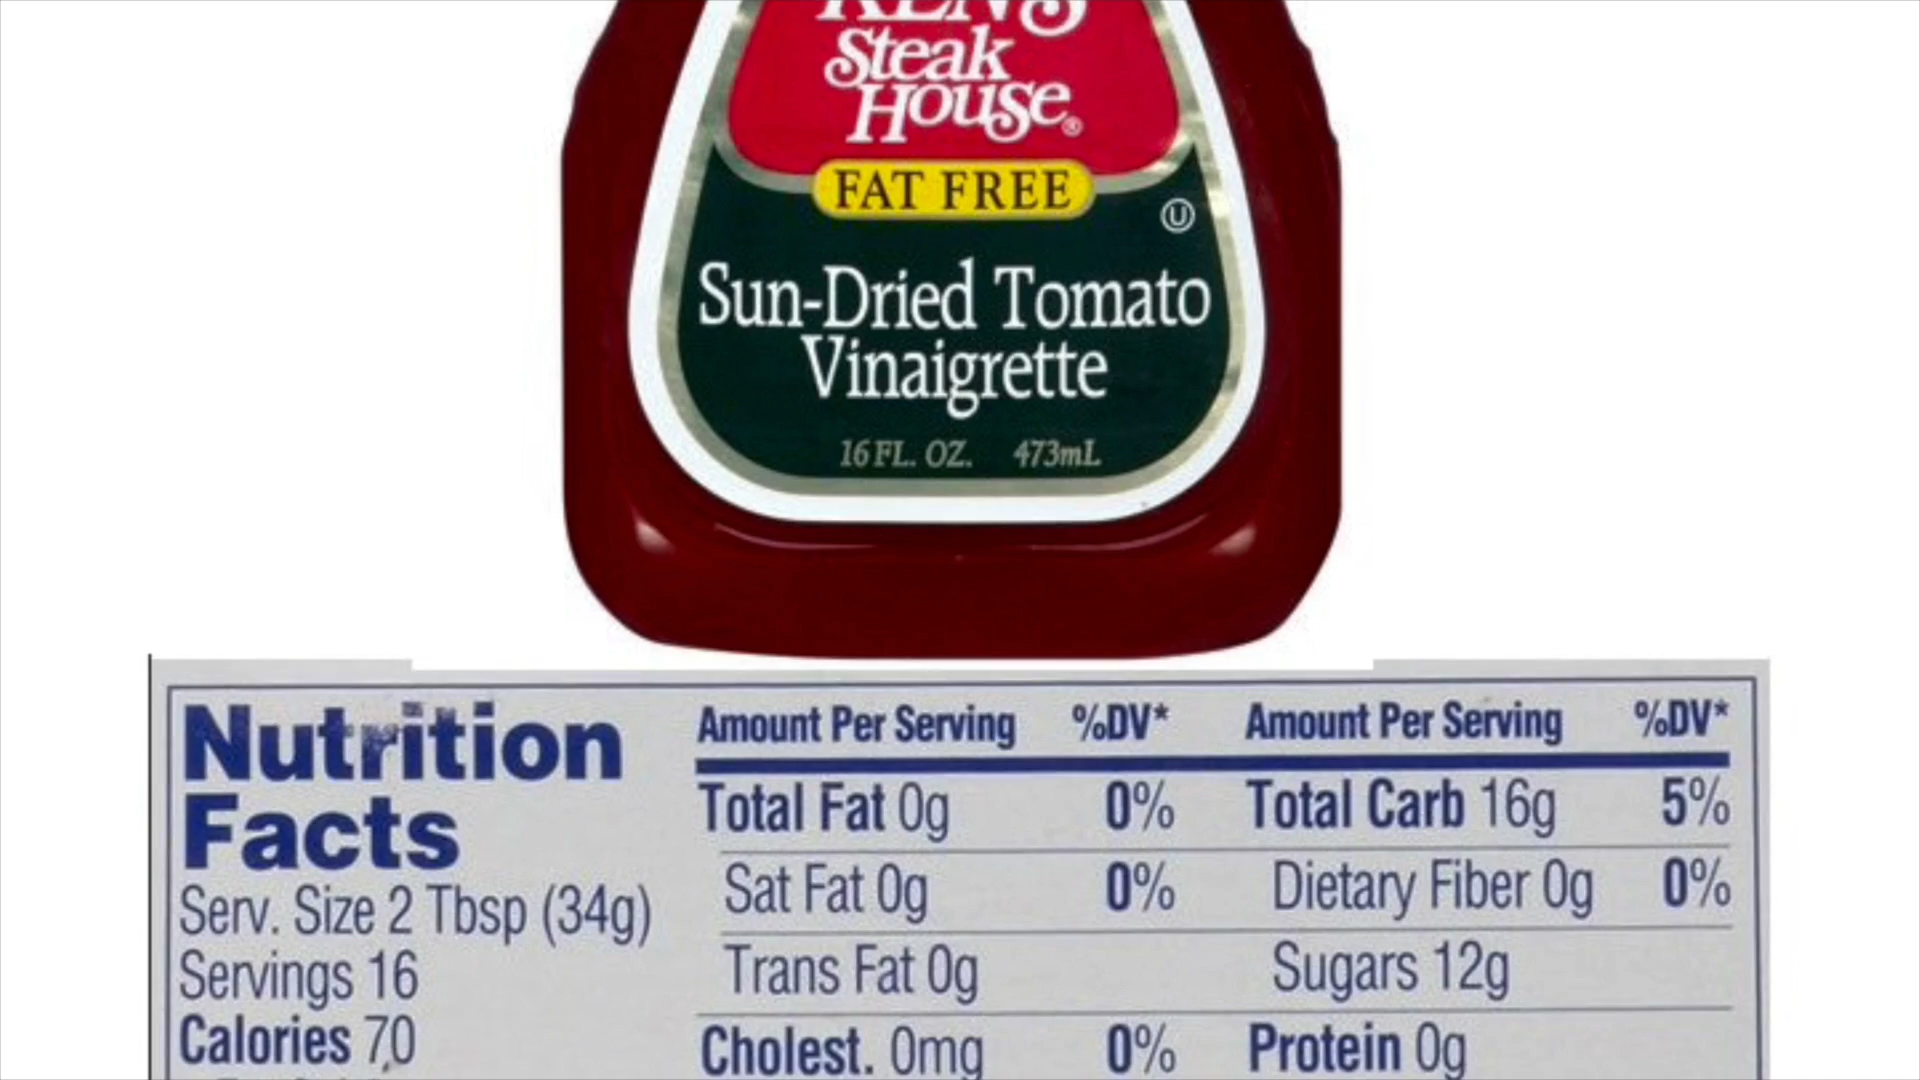 KEN'S
Steak
House®
FAT FREE
U
Sun-Dried Tomato
Vinaigrette
16 FL. OZ. 473mL
Nutrition
Facts
Serv. Size 2 Tbsp (34g)
Servings 16
Calories 70
Amount Per Serving %DV*
Total Fat 0g 0%
Sat Fat 0g 0%
Trans Fat 0g
Cholest. 0mg 0%
Amount Per Serving %DV*
Total Carb 16g 5%
Dietary Fiber 0g 0%
Sugars 12g
Protein 0g